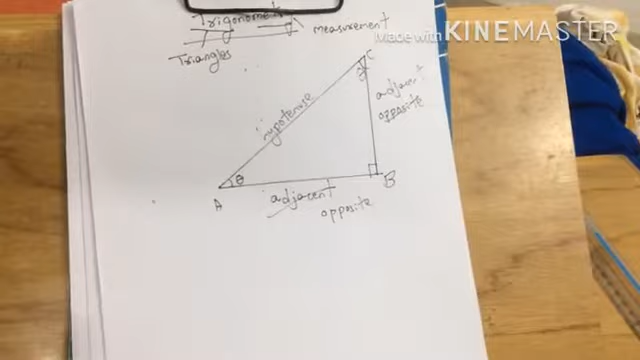 Trigonometry
measurement
Triangles
Made with KINEMASTER
C
adjacent
opposite
hypotenuse
θ
A
adjacent
B
opposite